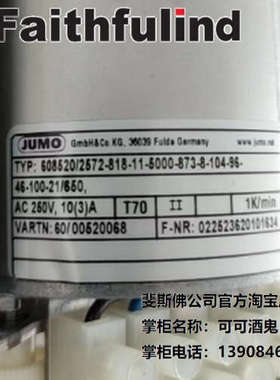 Faithfulind
JUMO GmbH&Co KG, 36039 Fulda Germany www.jumo.net
TYP: 608520/2572-818-11-5000-873-8-104-96-
46-100-21/650,
AC 250V, 10(3)A T70 II 1K/min
VARTN: 60/00520068 F-NR: 022523620101634
斐斯佛公司官方淘宝
掌柜名称：可可酒鬼
掌柜电话：1390846